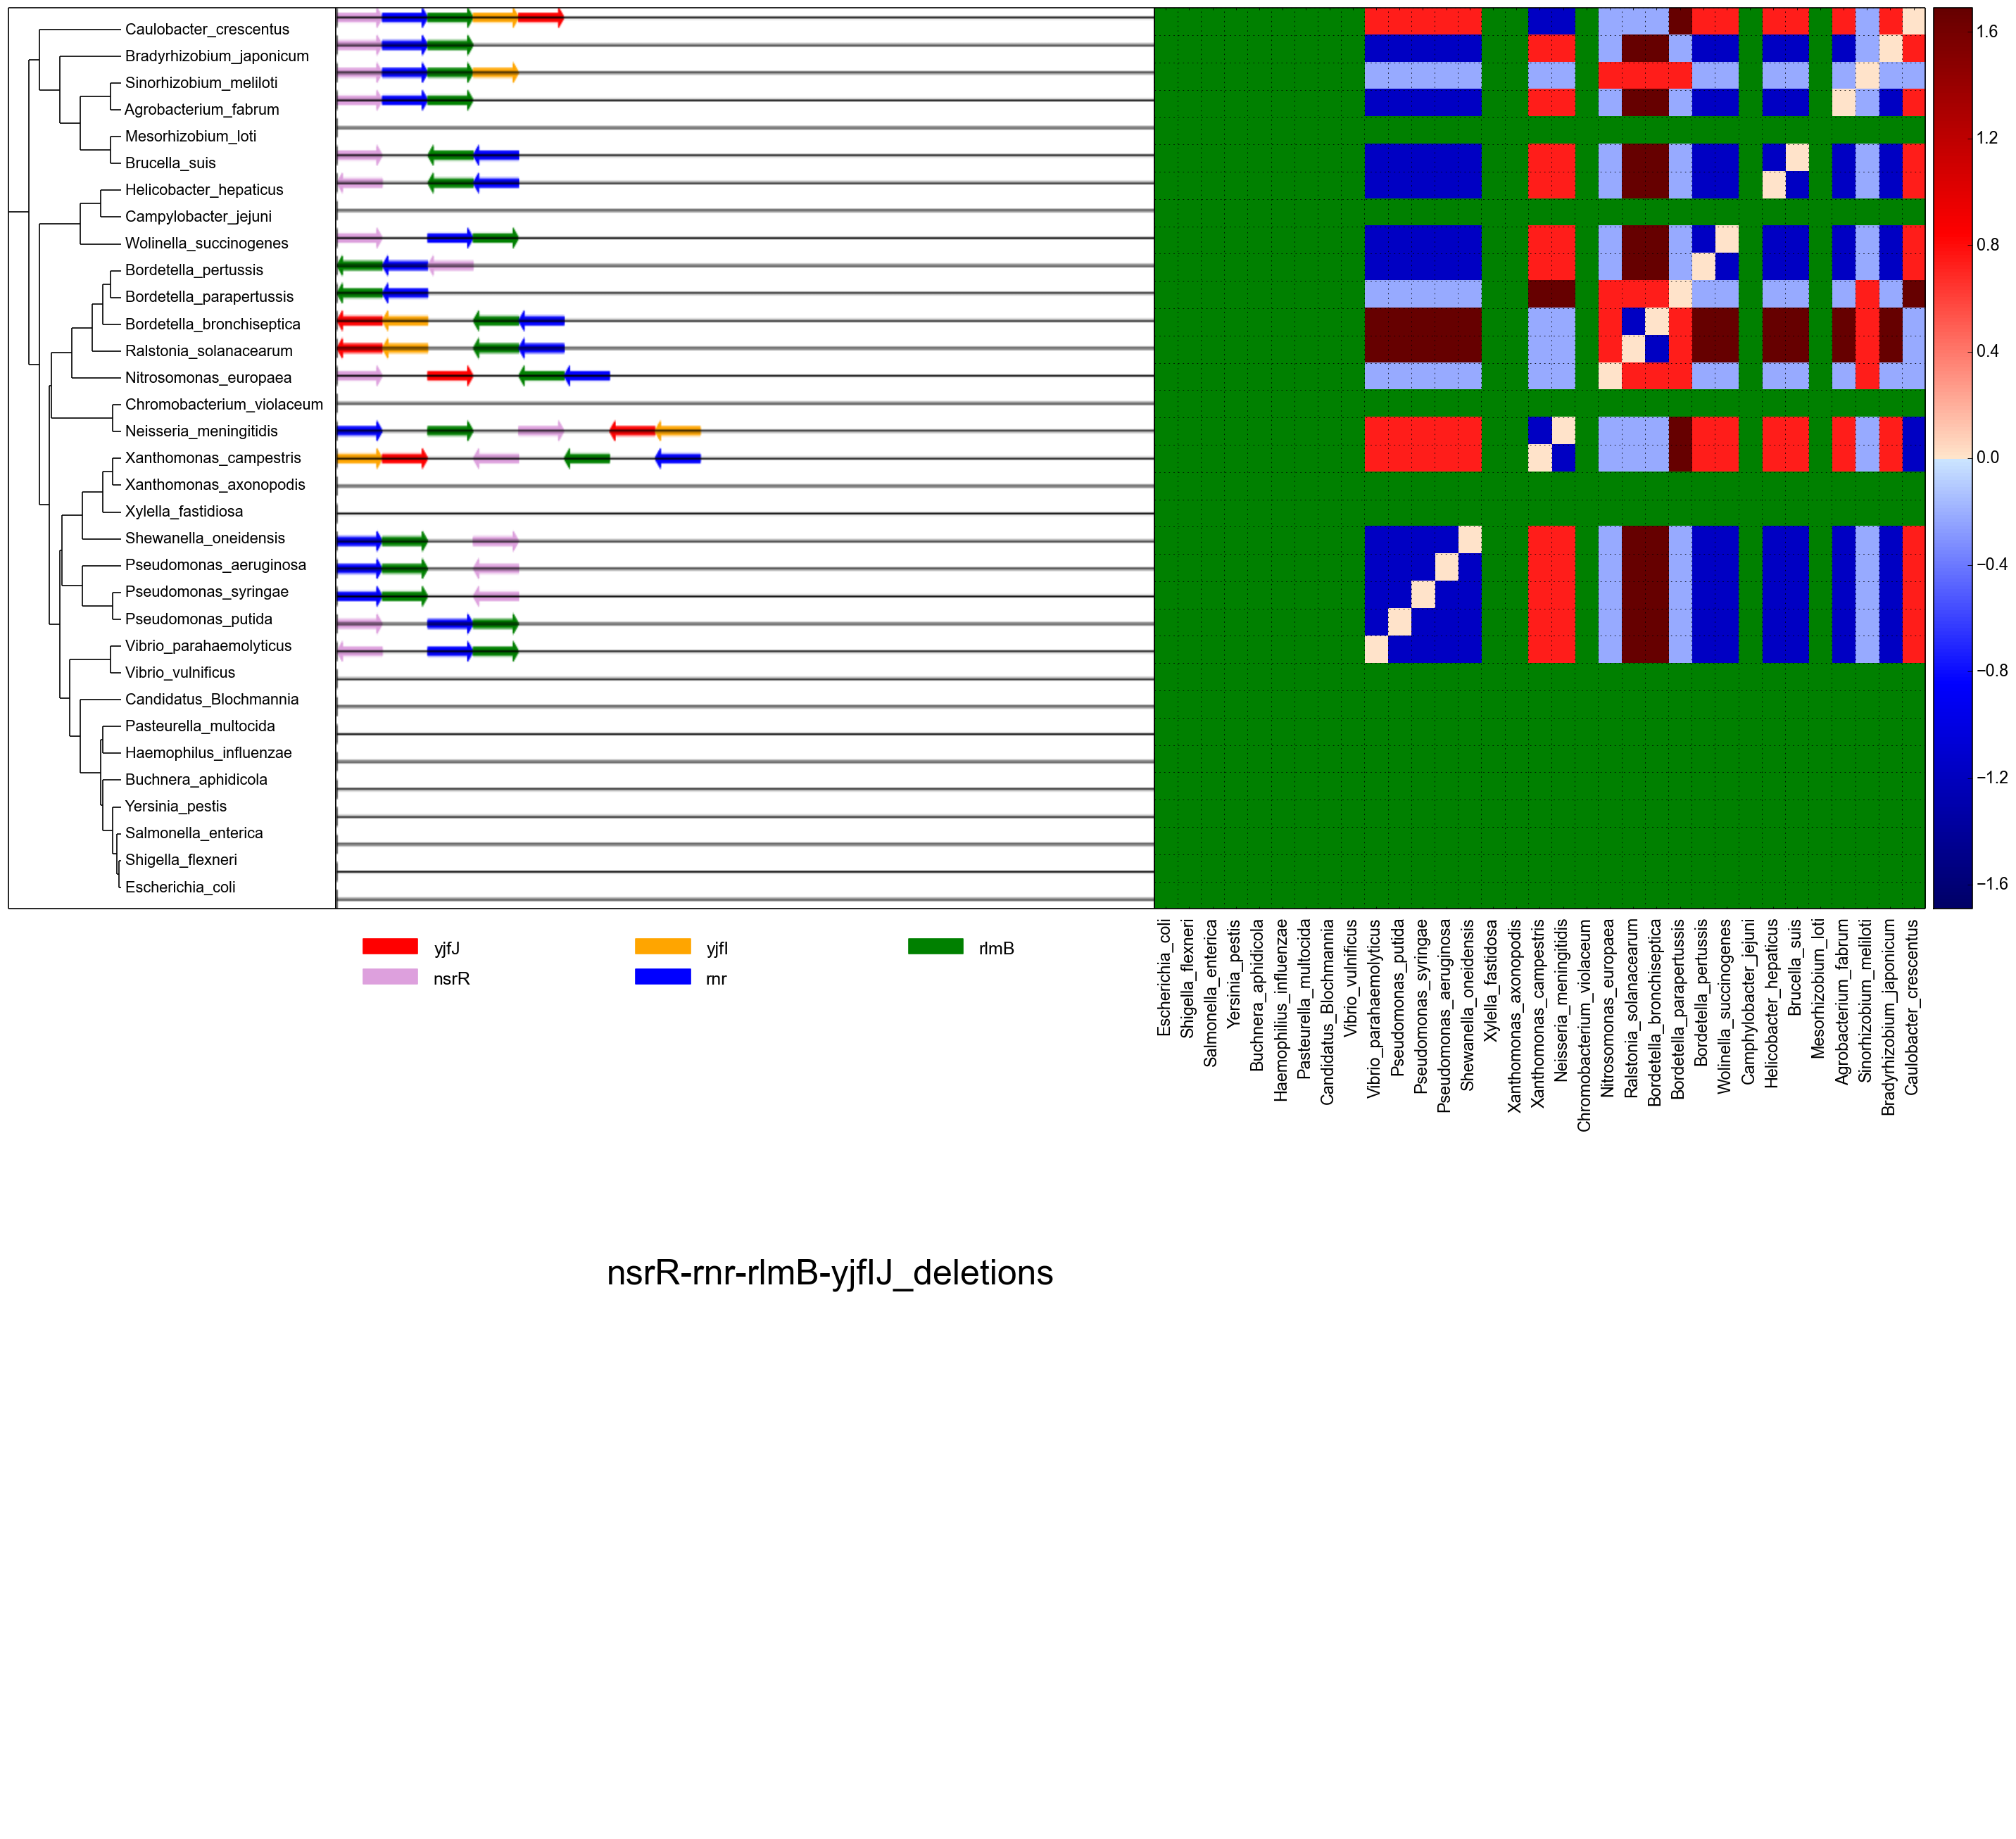 Caulobacter_crescentus
Bradyrhizobium_japonicum
Sinorhizobium_meliloti
Agrobacterium_fabrum
Mesorhizobium_loti
Brucella_suis
Helicobacter_hepaticus
Campylobacter_jejuni
Wolinella_succinogenes
Bordetella_pertussis
Bordetella_parapertussis
Bordetella_bronchiseptica
Ralstonia_solanacearum
Nitrosomonas_europaea
Chromobacterium_violaceum
Neisseria_meningitidis
Xanthomonas_campestris
Xanthomonas_axonopodis
Xylella_fastidiosa
Shewanella_oneidensis
Pseudomonas_aeruginosa
Pseudomonas_syringae
Pseudomonas_putida
Vibrio_parahaemolyticus
Vibrio_vulnificus
Candidatus_Blochmannia
Pasteurella_multocida
Haemophilus_influenzae
Buchnera_aphidicola
Yersinia_pestis
Salmonella_enterica
Shigella_flexneri
Escherichia_coli
1.6
1.2
0.8
0.4
0.0
−0.4
−0.8
−1.2
−1.6
yjfJ
yjfI
rlmB
nsrR
rnr
Escherichia_coli
Shigella_flexneri
Salmonella_enterica
Yersinia_pestis
Buchnera_aphidicola
Haemophilus_influenzae
Pasteurella_multocida
Candidatus_Blochmannia
Vibrio_vulnificus
Vibrio_parahaemolyticus
Pseudomonas_putida
Pseudomonas_syringae
Pseudomonas_aeruginosa
Shewanella_oneidensis
Xylella_fastidosa
Xanthomonas_axonopodis
Xanthomonas_campestris
Neisseria_meningitidis
Chromobacterium_violaceum
Nitrosomonas_europaea
Ralstonia_solanacearum
Bordetella_bronchiseptica
Bordetella_parapertussis
Bordetella_pertussis
Wolinella_succinogenes
Camphylobacter_jejuni
Helicobacter_hepaticus
Brucella_suis
Mesorhizobium_loti
Agrobacterium_fabrum
Sinorhizobium_meliloti
Bradyrhizobium_japonicum
Caulobacter_crescentus
nsrR-rnr-rlmB-yjfIJ_deletions